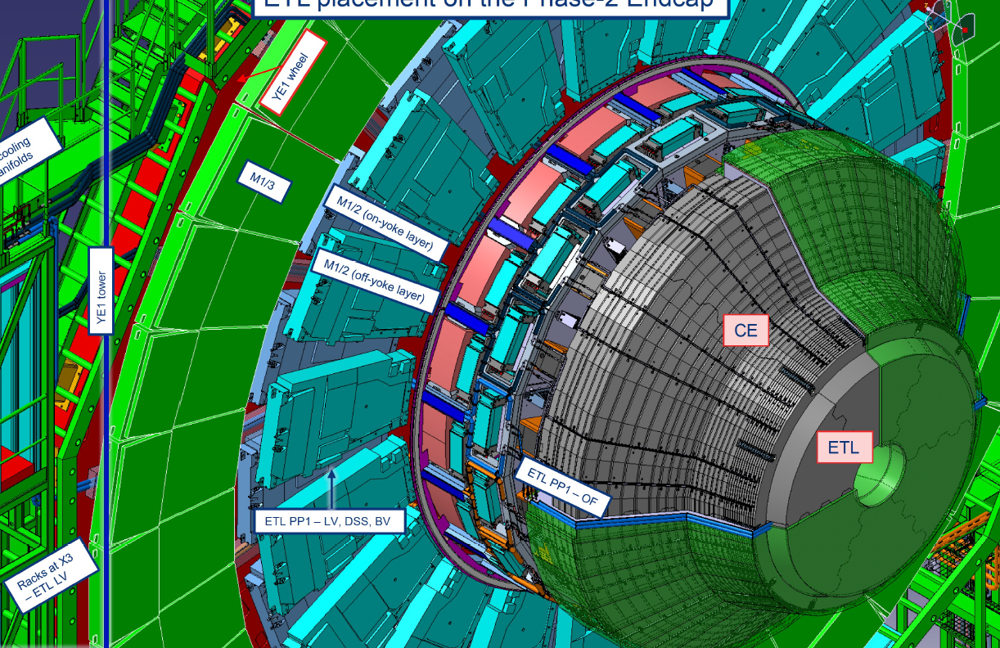 ETL placement on the Phase-2 Endcap
YE1 wheel
cooling
manifolds
M1/3
M1/2 (on-yoke layer)
M1/2 (off-yoke layer)
YE1 tower
CE
ETL
ETL PP1 – OF
ETL PP1 – LV, DSS, BV
Racks at X3
– ETL LV